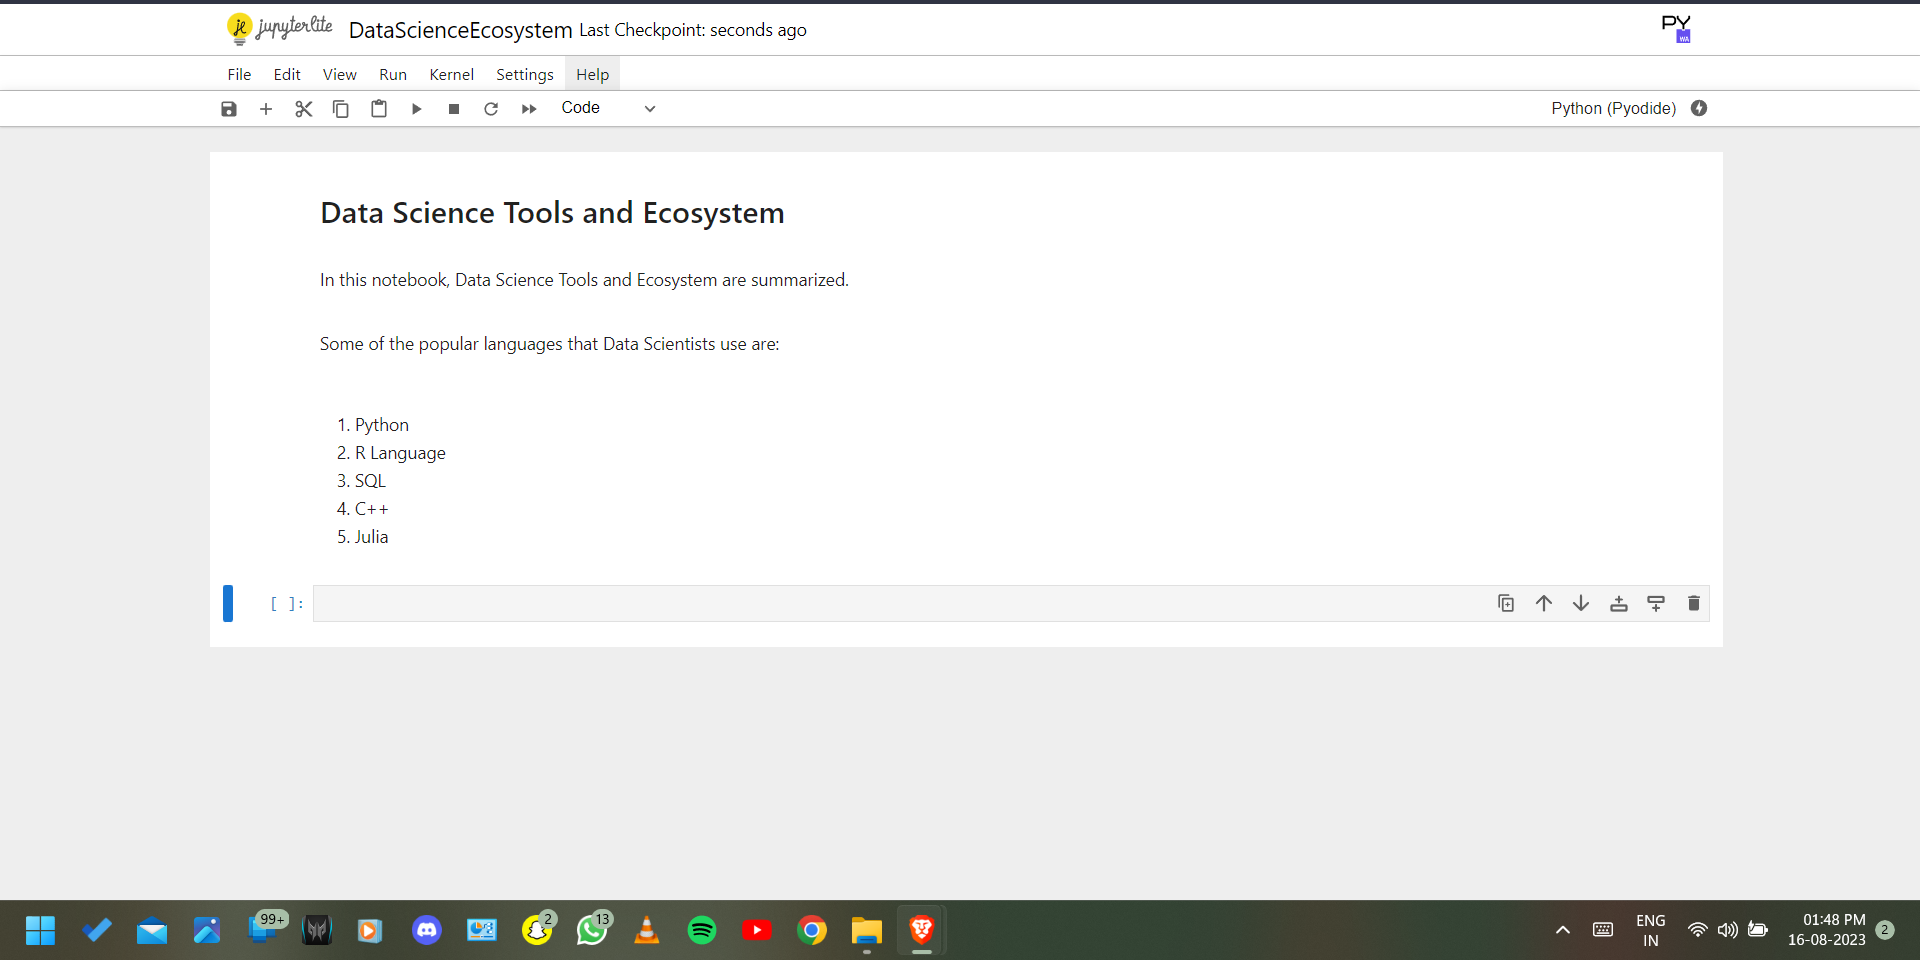 jupyterlite DataScienceEcosystem Last Checkpoint: seconds ago
PY
WA
File Edit View Run Kernel Settings Help
Code Python (Pyodide)
Data Science Tools and Ecosystem
In this notebook, Data Science Tools and Ecosystem are summarized.
Some of the popular languages that Data Scientists use are:
1. Python
2. R Language
3. SQL
4. C++
5. Julia
[ ]:
99+ 2 13
ENG 01:48 PM
IN 16-08-2023 2